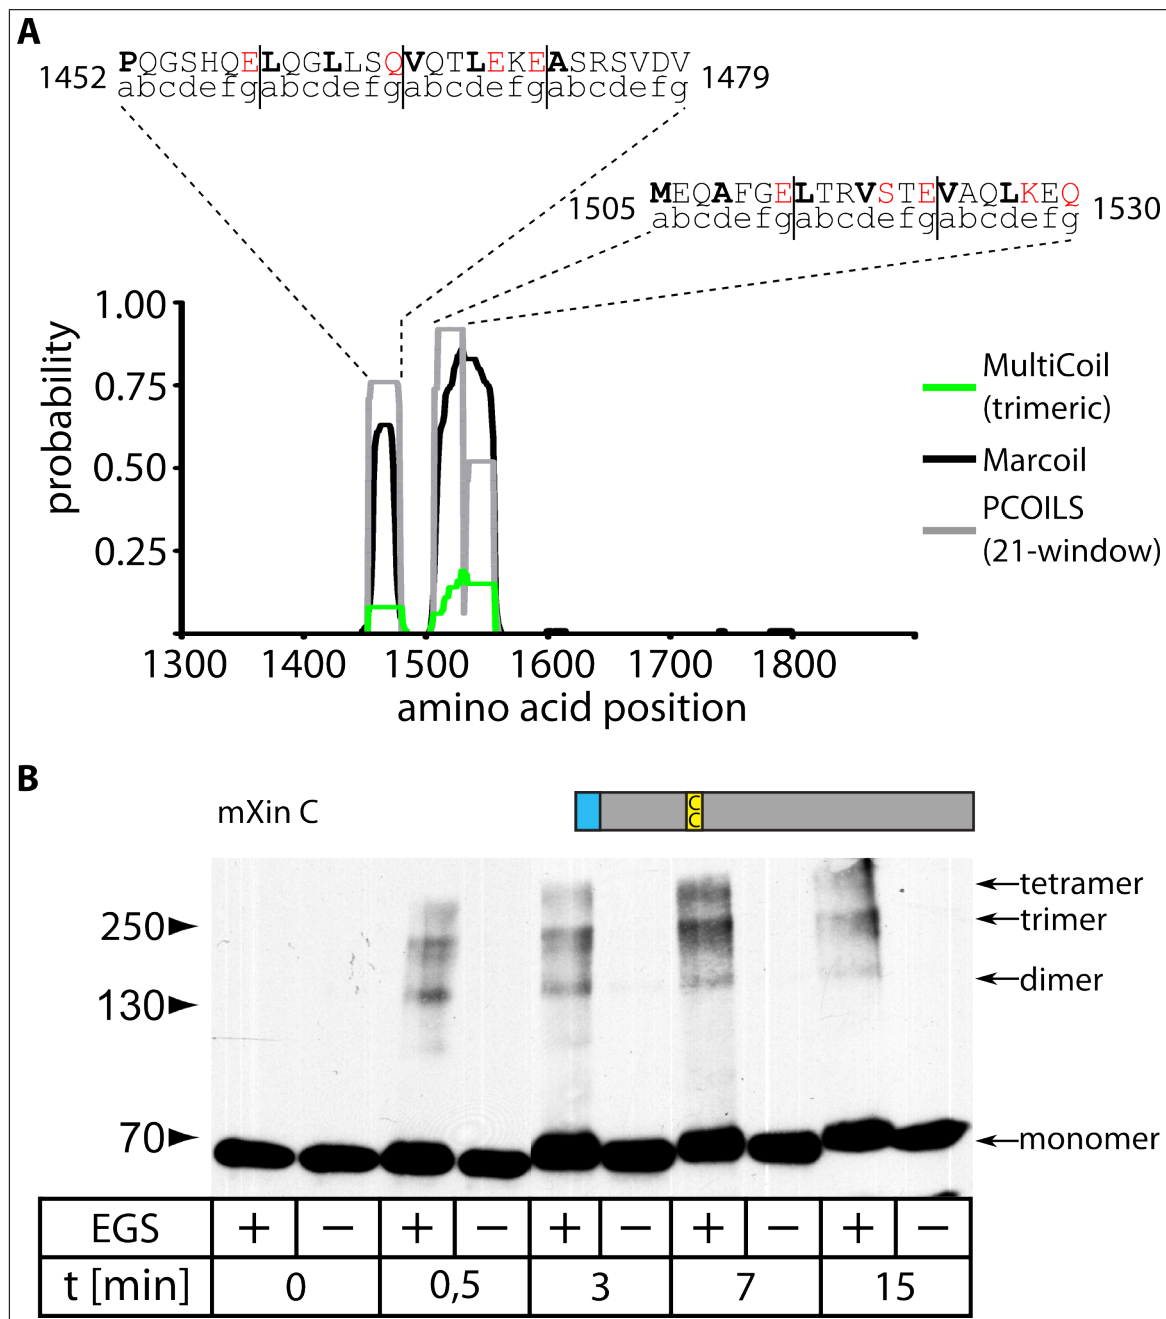 A
1452 PQGSHQELQGLLSQVQTLEKEASRSVDV 1479
abcdefgabcdefgabcdefgabcdefg
1505 MEQAFGELTRVSTEVAQLKEQ 1530
abcdefgabcdefgabcdefg
probability
1.00
0.75
0.50
0.25
1300 1400 1500 1600 1700 1800
amino acid position
MultiCoil
(trimeric)
Marcoil
PCOILS
(21-window)
B
mXin C
CC
250
130
70
tetramer
trimer
dimer
monomer
EGS + − + − + − + − + −
t [min] 0 0,5 3 7 15